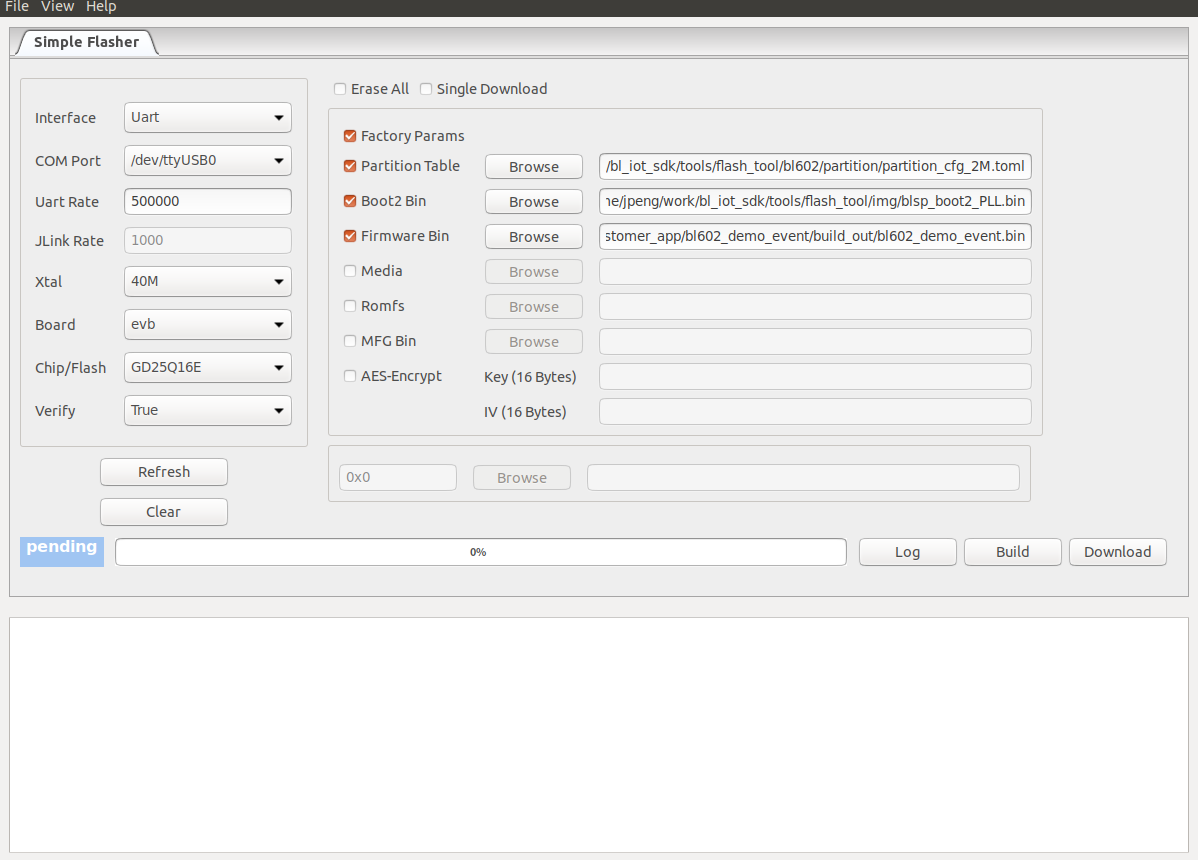 File View Help
Simple Flasher
Interface Uart
COM Port /dev/ttyUSB0
Uart Rate 500000
JLink Rate 1000
Xtal 40M
Board evb
Chip/Flash GD25Q16E
Verify True
Refresh
Clear
Erase All Single Download
Factory Params
Partition Table Browse /bl_iot_sdk/tools/flash_tool/bl602/partition/partition_cfg_2M.toml
Boot2 Bin Browse ne/jpeng/work/bl_iot_sdk/tools/flash_tool/img/blsp_boot2_PLL.bin
Firmware Bin Browse stomer_app/bl602_demo_event/build_out/bl602_demo_event.bin
Media Browse
Romfs Browse
MFG Bin Browse
AES-Encrypt Key (16 Bytes)
IV (16 Bytes)
0x0 Browse
pending 0% Log Build Download